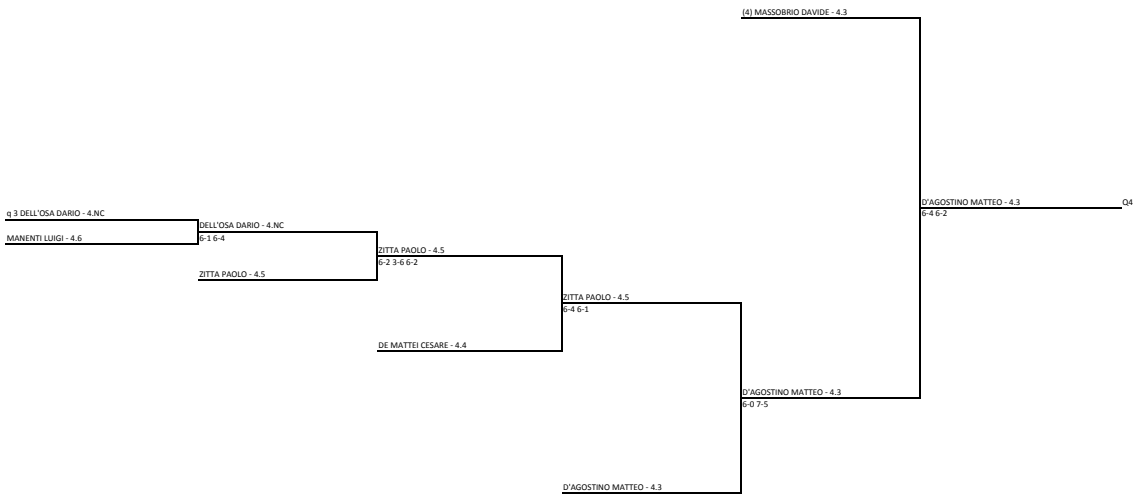 (4) MASSOBRIO DAVIDE - 4.3
D'AGOSTINO MATTEO - 4.3
Q4
6-4 6-2
q 3 DELL'OSA DARIO - 4.NC
DELL'OSA DARIO - 4.NC
MANENTI LUIGI - 4.6
6-1 6-4
ZITTA PAOLO - 4.5
6-2 3-6 6-2
ZITTA PAOLO - 4.5
ZITTA PAOLO - 4.5
6-4 6-1
DE MATTEI CESARE - 4.4
D'AGOSTINO MATTEO - 4.3
6-0 7-5
D'AGOSTINO MATTEO - 4.3